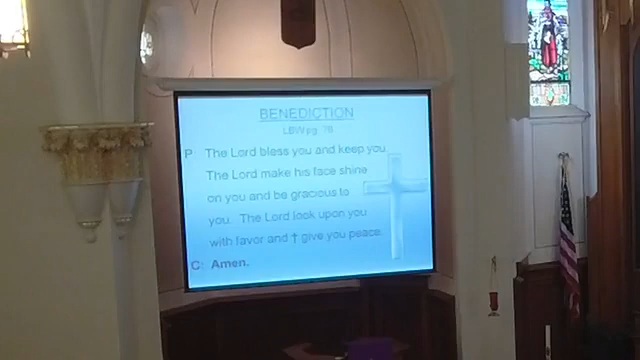 BENEDICTION
LBW pg. 78
P: The Lord bless you and keep you.
The Lord make his face shine
on you and be gracious to
you. The Lord look upon you
with favor and † give you peace.
C: Amen.